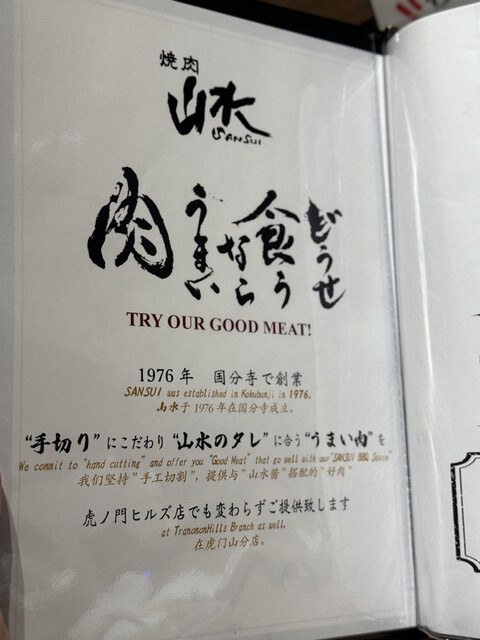 焼肉
山水
SANSUI
どうせ
食う
なら
うまい
肉
TRY OUR GOOD MEAT!
1976年 国分寺で創業
SANSUI was established in Kokubunji in 1976.
山水于 1976 年在国分寺成立。
“手切り”にこだわり“山水のタレ”に合う“うまい肉”を
We commit to "hand cutting" and offer you "Good Meat" that go well with our "SANSUI BBQ Sauce"
我们坚持“手工切割”，提供与“山水酱”搭配的“好肉”
虎ノ門ヒルズ店でも変わらずご提供致します
at TranomonHills Branch as well.
在虎门山分店。